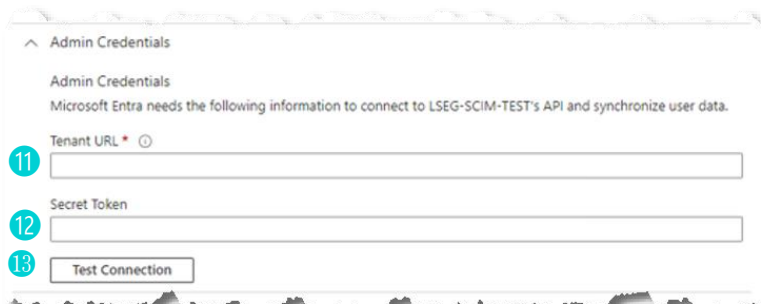 Admin Credentials
Admin Credentials
Microsoft Entra needs the following information to connect to LSEG-SCIM-TEST's API and synchronize user data.
Tenant URL *
11
Secret Token
12
13 Test Connection